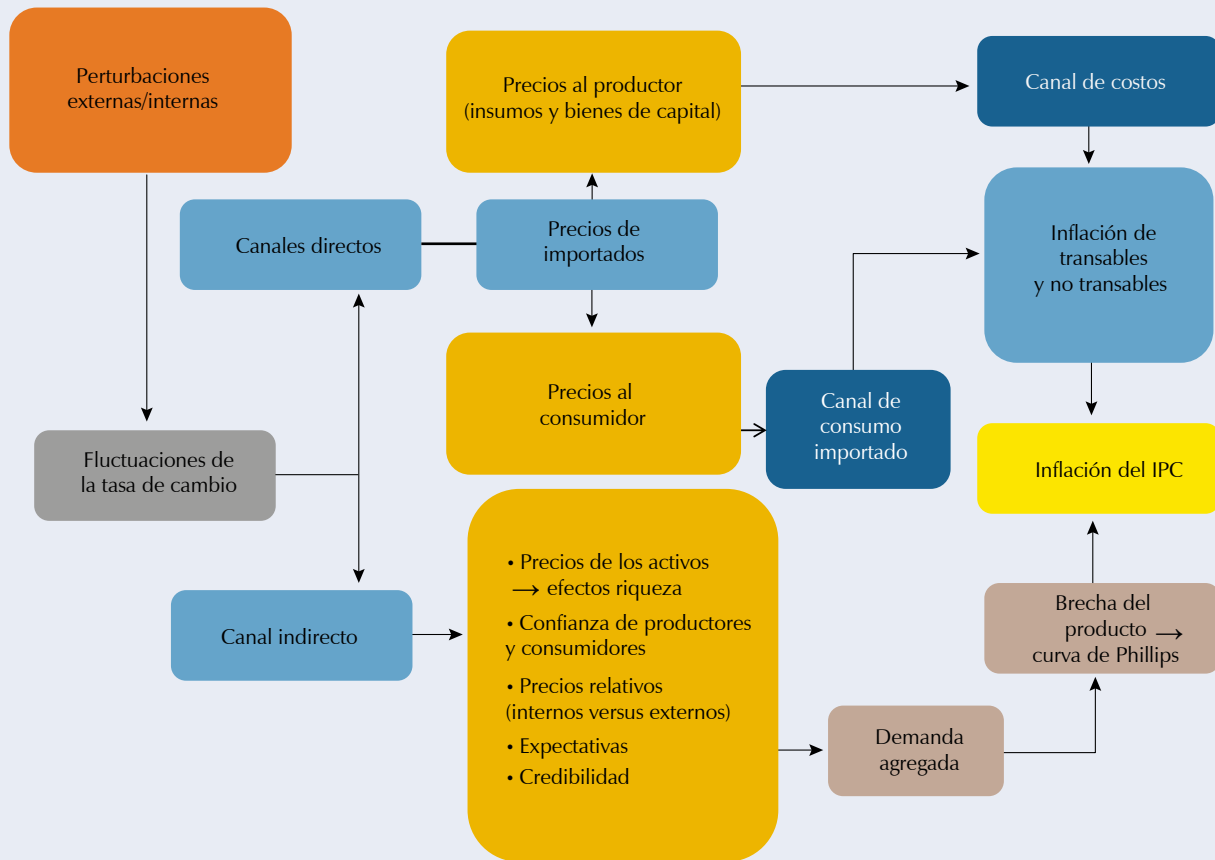 Perturbaciones
externas/internas
Precios al productor
(insumos y bienes de capital)
Canal de costos
Canales directos
Precios de
importados
Inflación de
transables
y no transables
Precios al
consumidor
Canal de
consumo
importado
Fluctuaciones de
la tasa de cambio
Inflación del IPC
• Precios de los activos
→ efectos riqueza
• Confianza de productores
y consumidores
• Precios relativos
(internos versus externos)
• Expectativas
• Credibilidad
Canal indirecto
Brecha del
producto →
curva de Phillips
Demanda
agregada